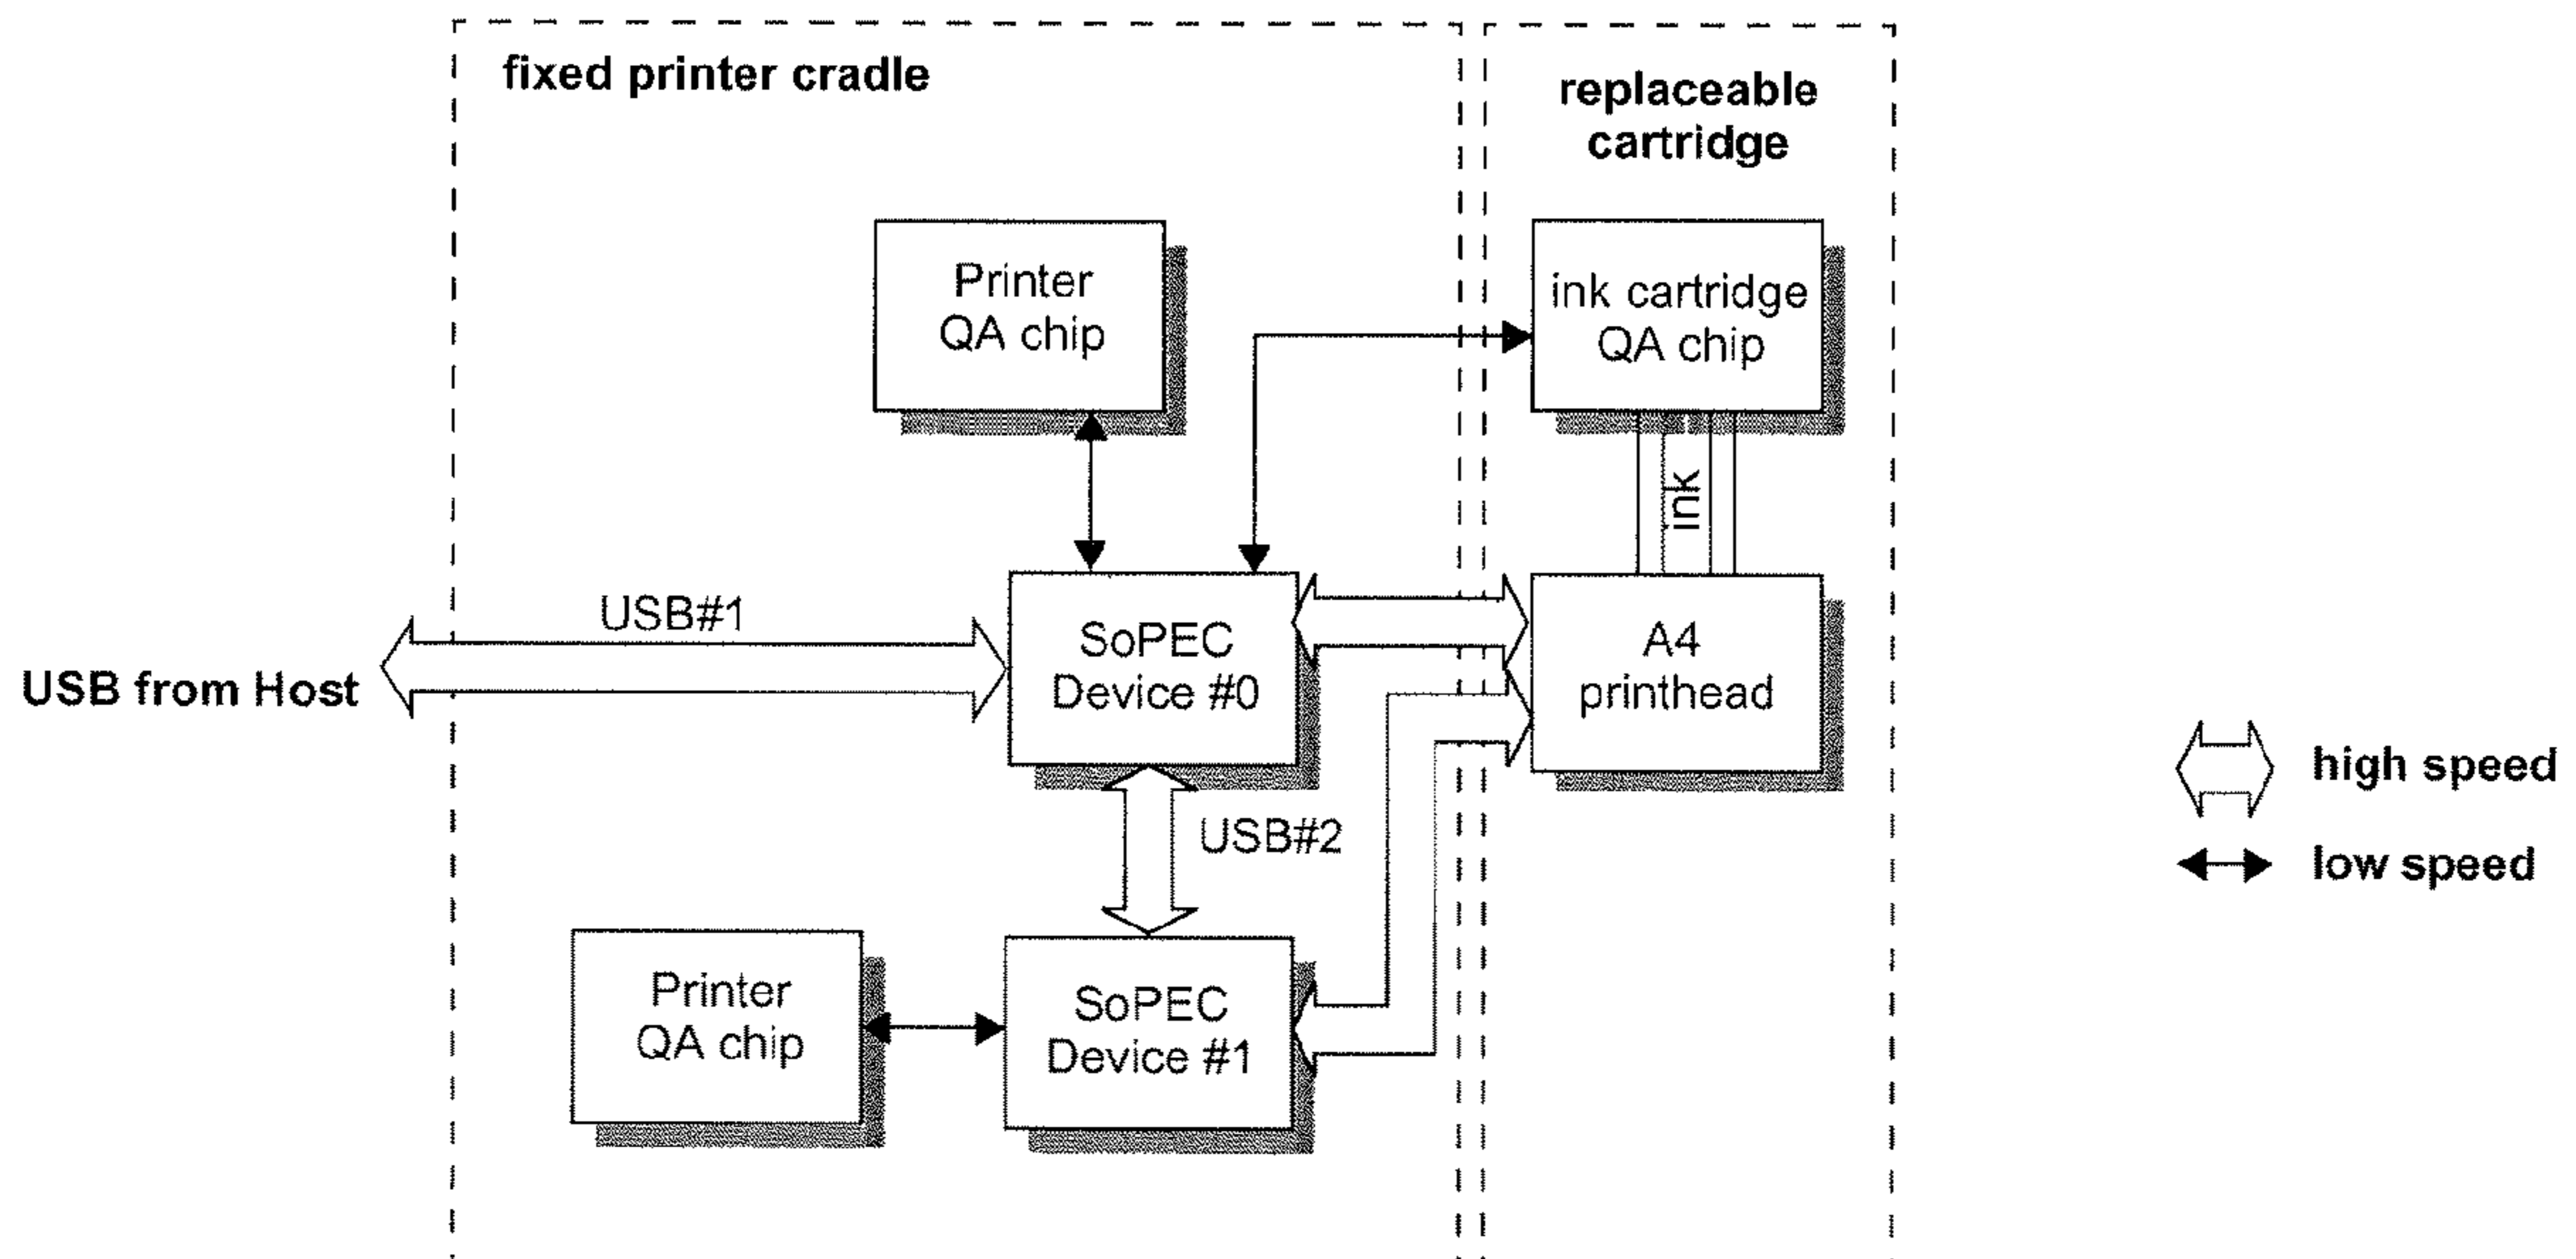 fixed printer cradle
replaceable
cartridge
Printer
QA chip
ink cartridge
QA chip
ink
USB#1
USB from Host
SoPEC
Device #0
A4
printhead
high speed
low speed
USB#2
Printer
QA chip
SoPEC
Device #1